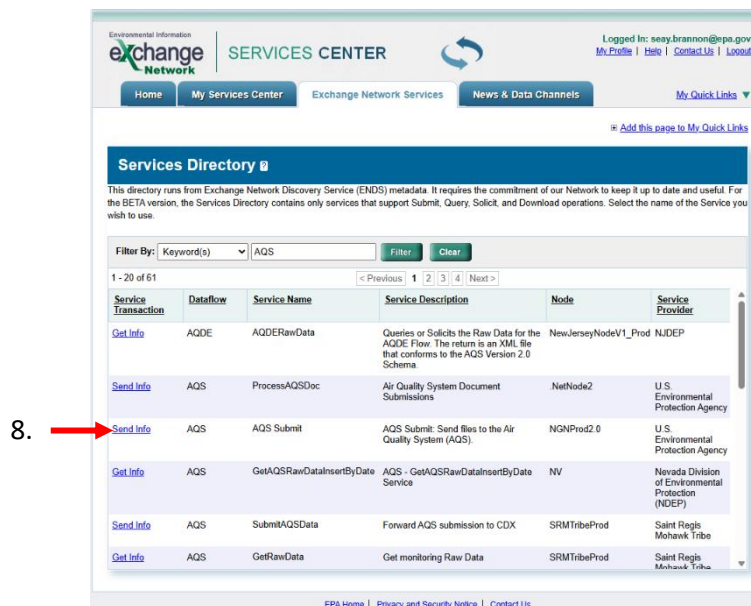 Environmental Information
eXchange Network
SERVICES CENTER
Logged In: seay.brannon@epa.gov
My Profile | Help | Contact Us | Logout
Home
My Services Center
Exchange Network Services
News & Data Channels
My Quick Links
Add this page to My Quick Links
Services Directory
This directory runs from Exchange Network Discovery Service (ENDS) metadata. It requires the commitment of our Network to keep it up to date and useful. For
the BETA version, the Services Directory contains only services that support Submit, Query, Solicit, and Download operations. Select the name of the Service you
wish to use.
Filter By: Keyword(s) AQS Filter Clear
1 - 20 of 61 < Previous 1 2 3 4 Next >
Service Transaction Dataflow Service Name Service Description Node Service Provider
Get Info AQDE AQDERawData Queries or Solicits the Raw Data for the NewJerseyNodeV1_Prod NJDEP
AQDE Flow. The return is an XML file
that conforms to the AQS Version 2.0
Schema.
Send Info AQS ProcessAQSDoc Air Quality System Document .NetNode2 U.S.
Submissions Environmental
Protection Agency
8.
Send Info AQS AQS Submit AQS Submit: Send files to the Air NGNProd2.0 U.S.
Quality System (AQS). Environmental
Protection Agency
Get Info AQS GetAQSRawDataInsertByDate AQS - GetAQSRawDataInsertByDate NV Nevada Division
Service of Environmental
Protection
(NDEP)
Send Info AQS SubmitAQSData Forward AQS submission to CDX SRMTribeProd Saint Regis
Mohawk Tribe
Get Info AQS GetRawData Get monitoring Raw Data SRMTribeProd Saint Regis
Mohawk Tribe
EPA Home | Privacy and Security Notice | Contact Us